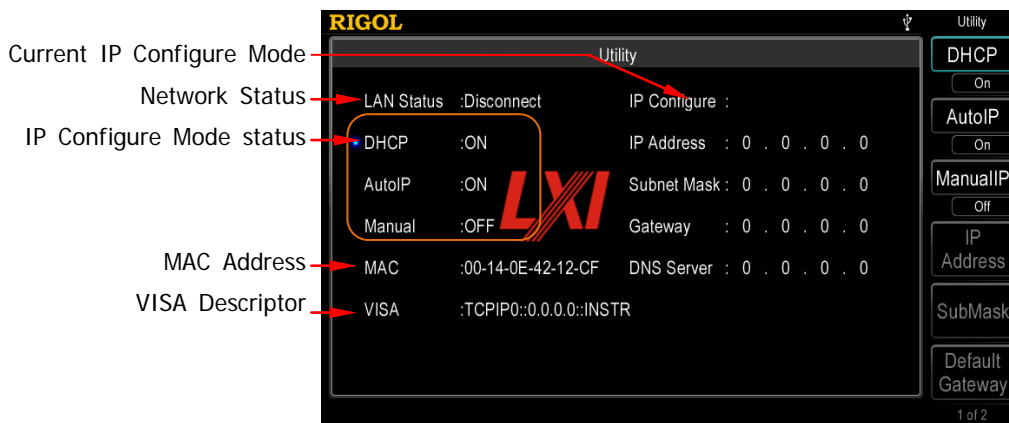 RIGOL
Utility
Utility
Current IP Configure Mode
DHCP
On
Network Status
LAN Status :Disconnect
IP Configure :
AutoIP
On
IP Configure Mode status
DHCP :ON
IP Address : 0 . 0 . 0 . 0
ManualIP
Off
AutoIP :ON
LXI
Subnet Mask : 0 . 0 . 0 . 0
Manual :OFF
Gateway : 0 . 0 . 0 . 0
IP
Address
MAC Address
MAC :00-14-0E-42-12-CF
DNS Server : 0 . 0 . 0 . 0
VISA Descriptor
VISA :TCPIP0::0.0.0.0::INSTR
SubMask
Default
Gateway
1 of 2